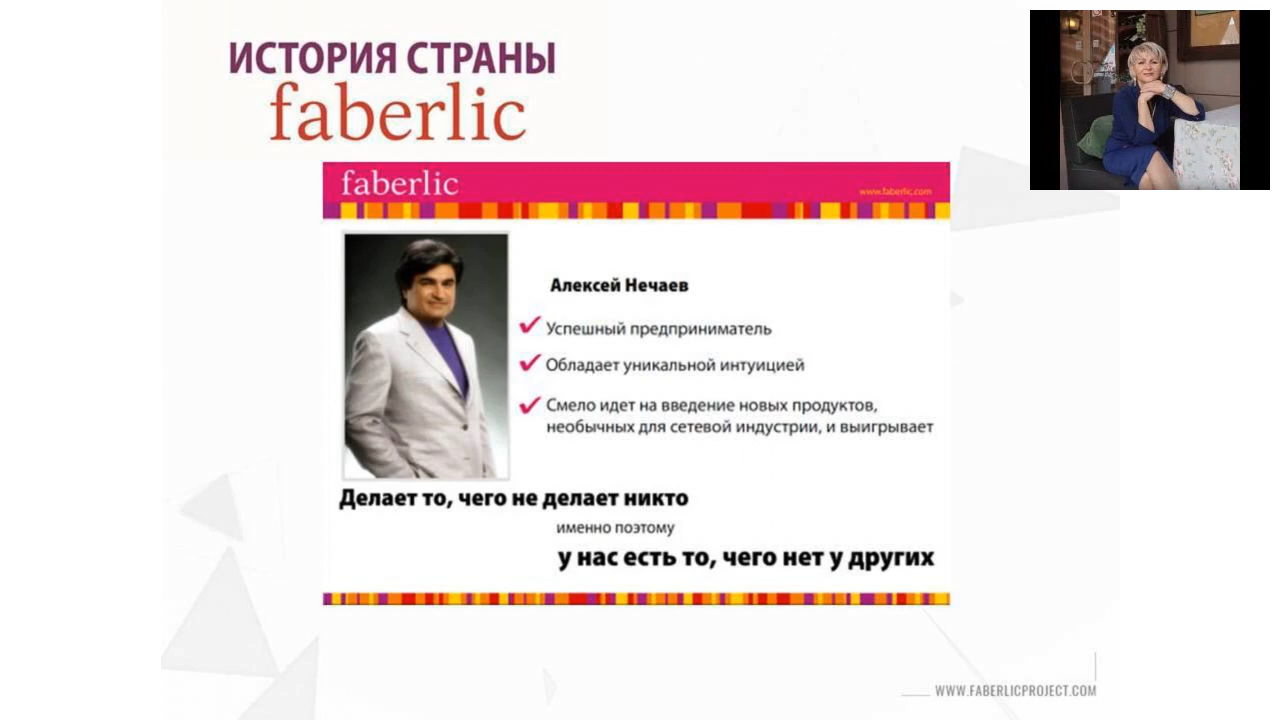 ИСТОРИЯ СТРАНЫ
faberlic
faberlic
www.faberlic.com
Алексей Нечаев
Успешный предприниматель
Обладает уникальной интуицией
Смело идет на введение новых продуктов,
необычных для сетевой индустрии, и выигрывает
Делает то, чего не делает никто
именно поэтому
у нас есть то, чего нет у других
WWW.FABERLICPROJECT.COM